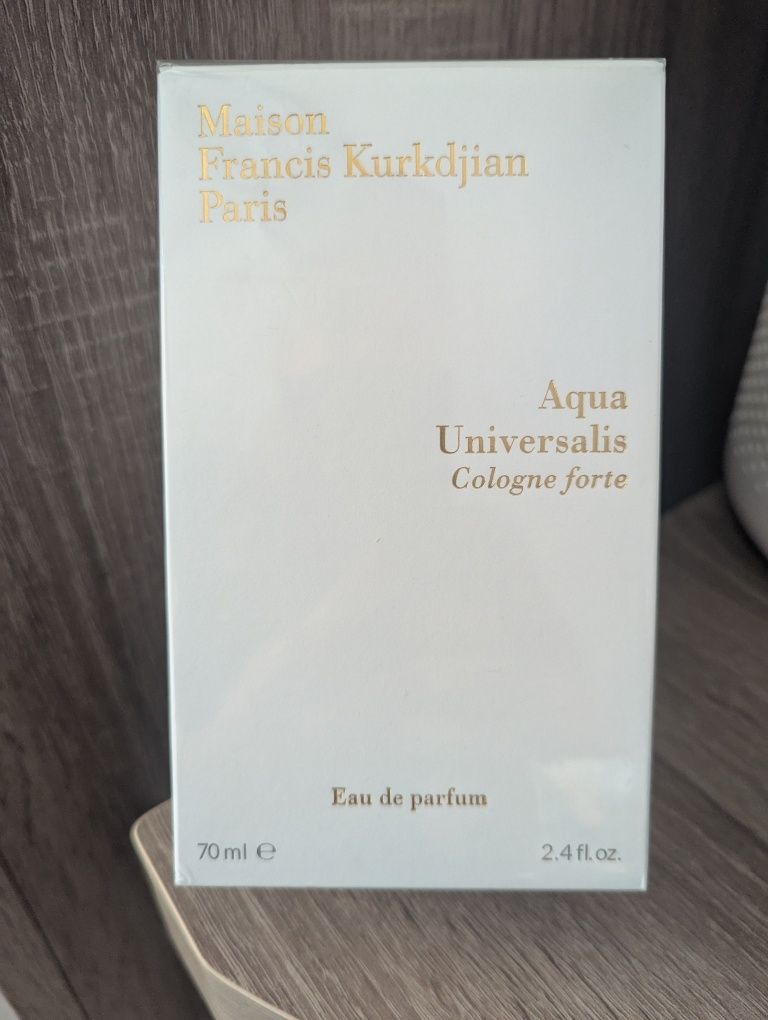 Maison
Francis Kurkdjian
Paris
Aqua
Universalis
Cologne forte
Eau de parfum
70 ml ℮ 2.4 fl. oz.